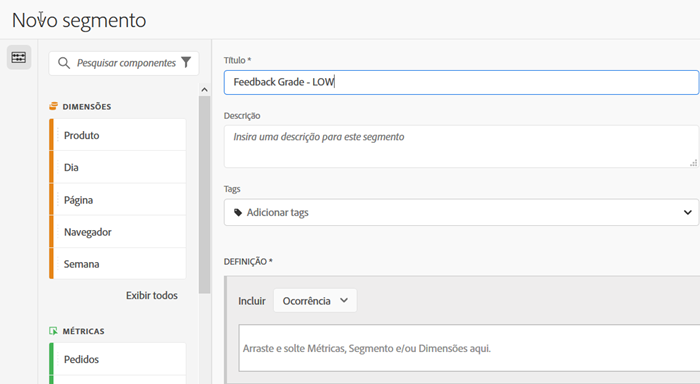 Novo segmento
Pesquisar componentes
DIMENSÕES
Produto
Dia
Página
Navegador
Semana
Exibir todos
MÉTRICAS
Pedidos
Título *
Feedback Grade - LOW
Descrição
Insira uma descrição para este segmento
Tags
Adicionar tags
DEFINIÇÃO *
Incluir Ocorrência
Arraste e solte Métricas, Segmento e/ou Dimensões aqui.